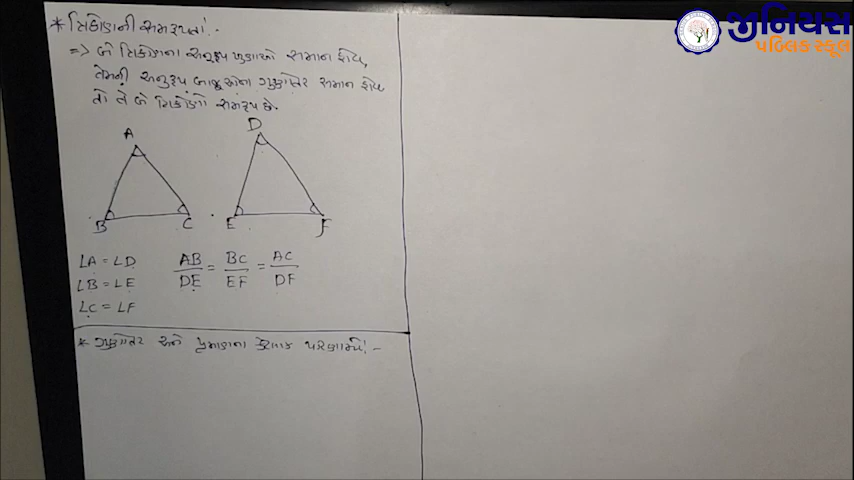 * ત્રિકોણની સમરૂપતા :-
=> બે ત્રિકોણના અનુરૂપ ખૂણાઓ સમાન હોય,
તેમની અનુરૂપ બાજુઓના ગુણોત્તર સમાન હોય
તો તે બે ત્રિકોણો સમરૂપ છે.
A D
B C E F
∠A = ∠D
∠B = ∠E
∠C = ∠F
AB/DE = BC/EF = AC/DF
* ગુણોત્તર અને પ્રમાણના કેટલાક પરિણામો :-
જીનિયસ
પબ્લિક સ્કૂલ